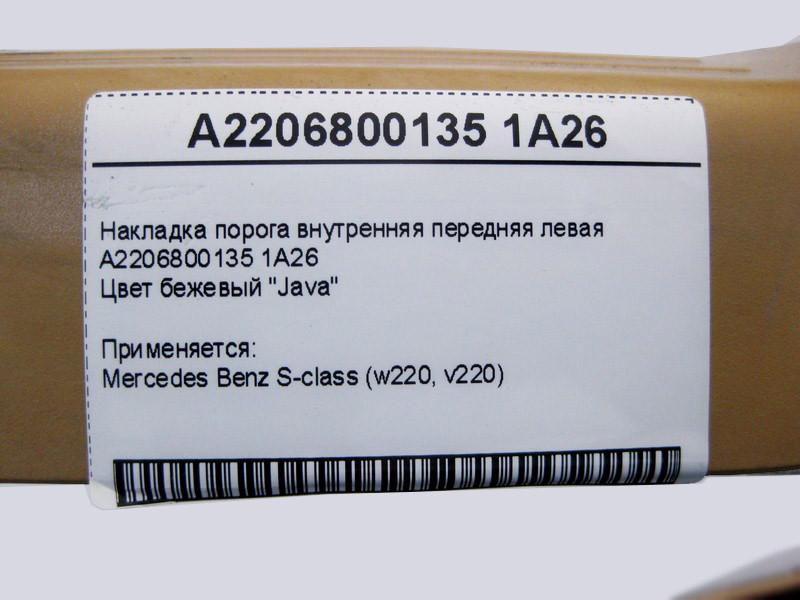 A2206800135 1A26
Накладка порога внутренняя передняя левая
A2206800135 1A26
Цвет бежевый "Java"
Применяется:
Mercedes Benz S-class (w220, v220)